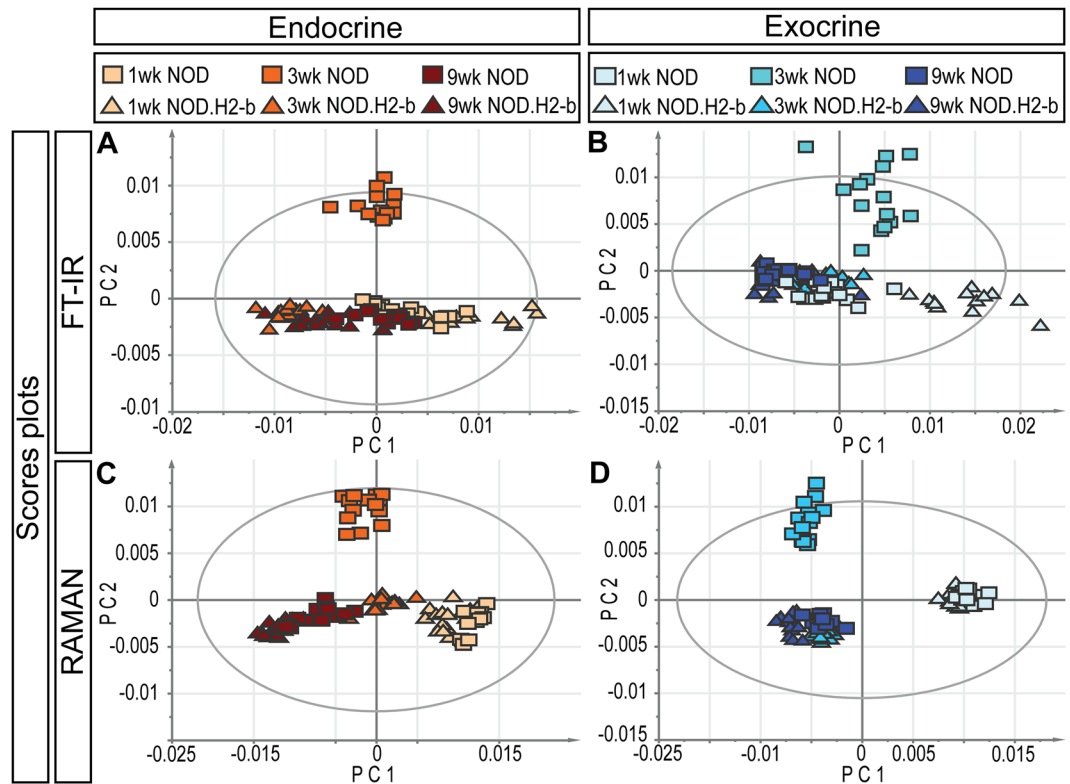 Endocrine
Exocrine
1wk NOD 3wk NOD 9wk NOD
1wk NOD.H2-b 3wk NOD.H2-b 9wk NOD.H2-b
1wk NOD 3wk NOD 9wk NOD
1wk NOD.H2-b 3wk NOD.H2-b 9wk NOD.H2-b
Scores plots
FT-IR
A
0.01
0.005
0
-0.005
-0.01
PC2
-0.02 -0.01 0 0.01
PC1
B
0.01
0.005
0
-0.005
-0.01
-0.015
PC2
-0.02 -0.01 0 0.01 0.02
PC1
RAMAN
C
0.01
0.005
0
-0.005
-0.01
PC2
-0.025 -0.015 0 0.015
PC1
D
0.01
0.005
0
-0.005
-0.01
-0.015
PC2
-0.01 0 0.005 0.015
PC1